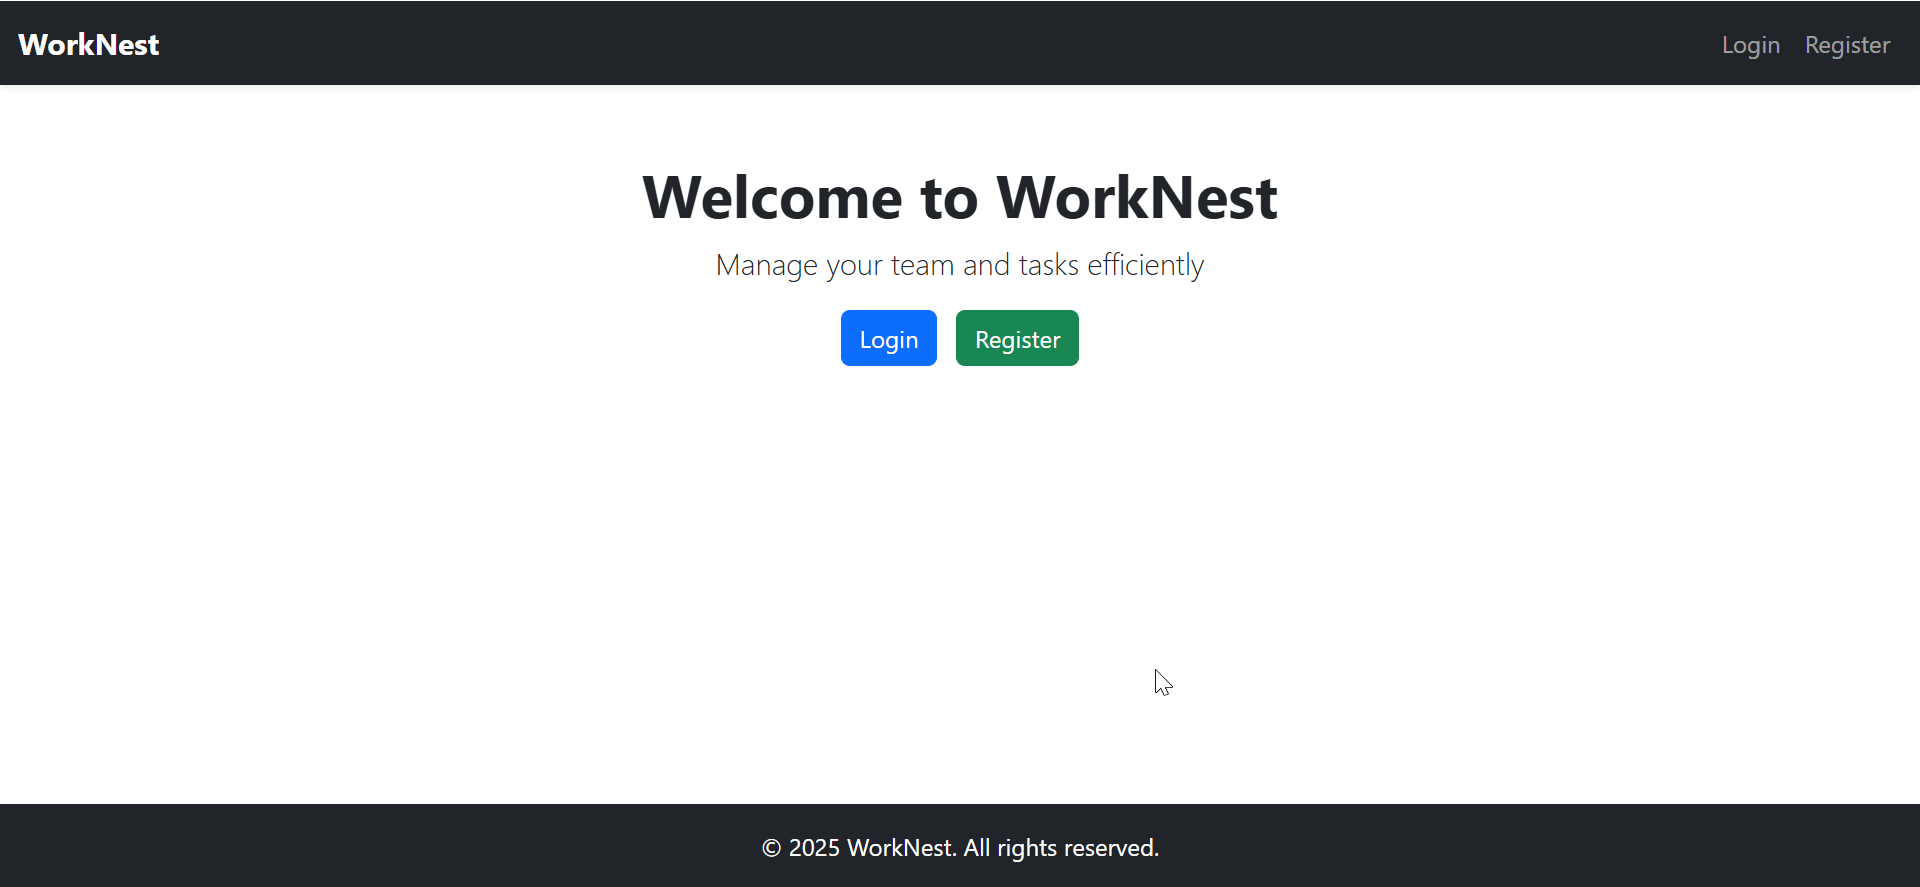 WorkNest Login Register
Welcome to WorkNest
Manage your team and tasks efficiently
Login Register
© 2025 WorkNest. All rights reserved.